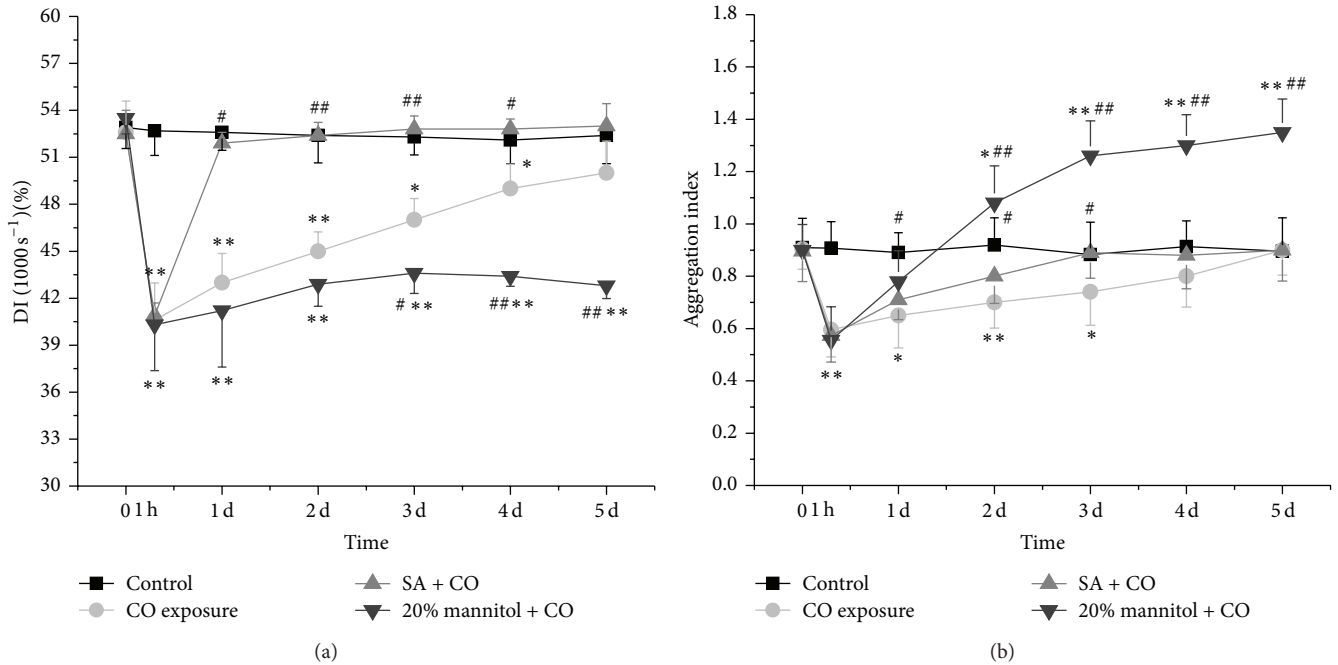 60
57
54
51
48
45
42
39
36
33
30
DI (1000 s⁻¹)(%)
# ## ## #
** ** ** * *
** ** ** # ** ## ** ## **
0 1 h 1 d 2 d 3 d 4 d 5 d
Time
Control
CO exposure
SA + CO
20% mannitol + CO
(a)
1.8
1.6
1.4
1.2
1.0
0.8
0.6
0.4
0.2
0.0
Aggregation index
* ## ** ## ** ## ** ##
# # #
** * ** *
0 1 h 1 d 2 d 3 d 4 d 5 d
Time
Control
CO exposure
SA + CO
20% mannitol + CO
(b)